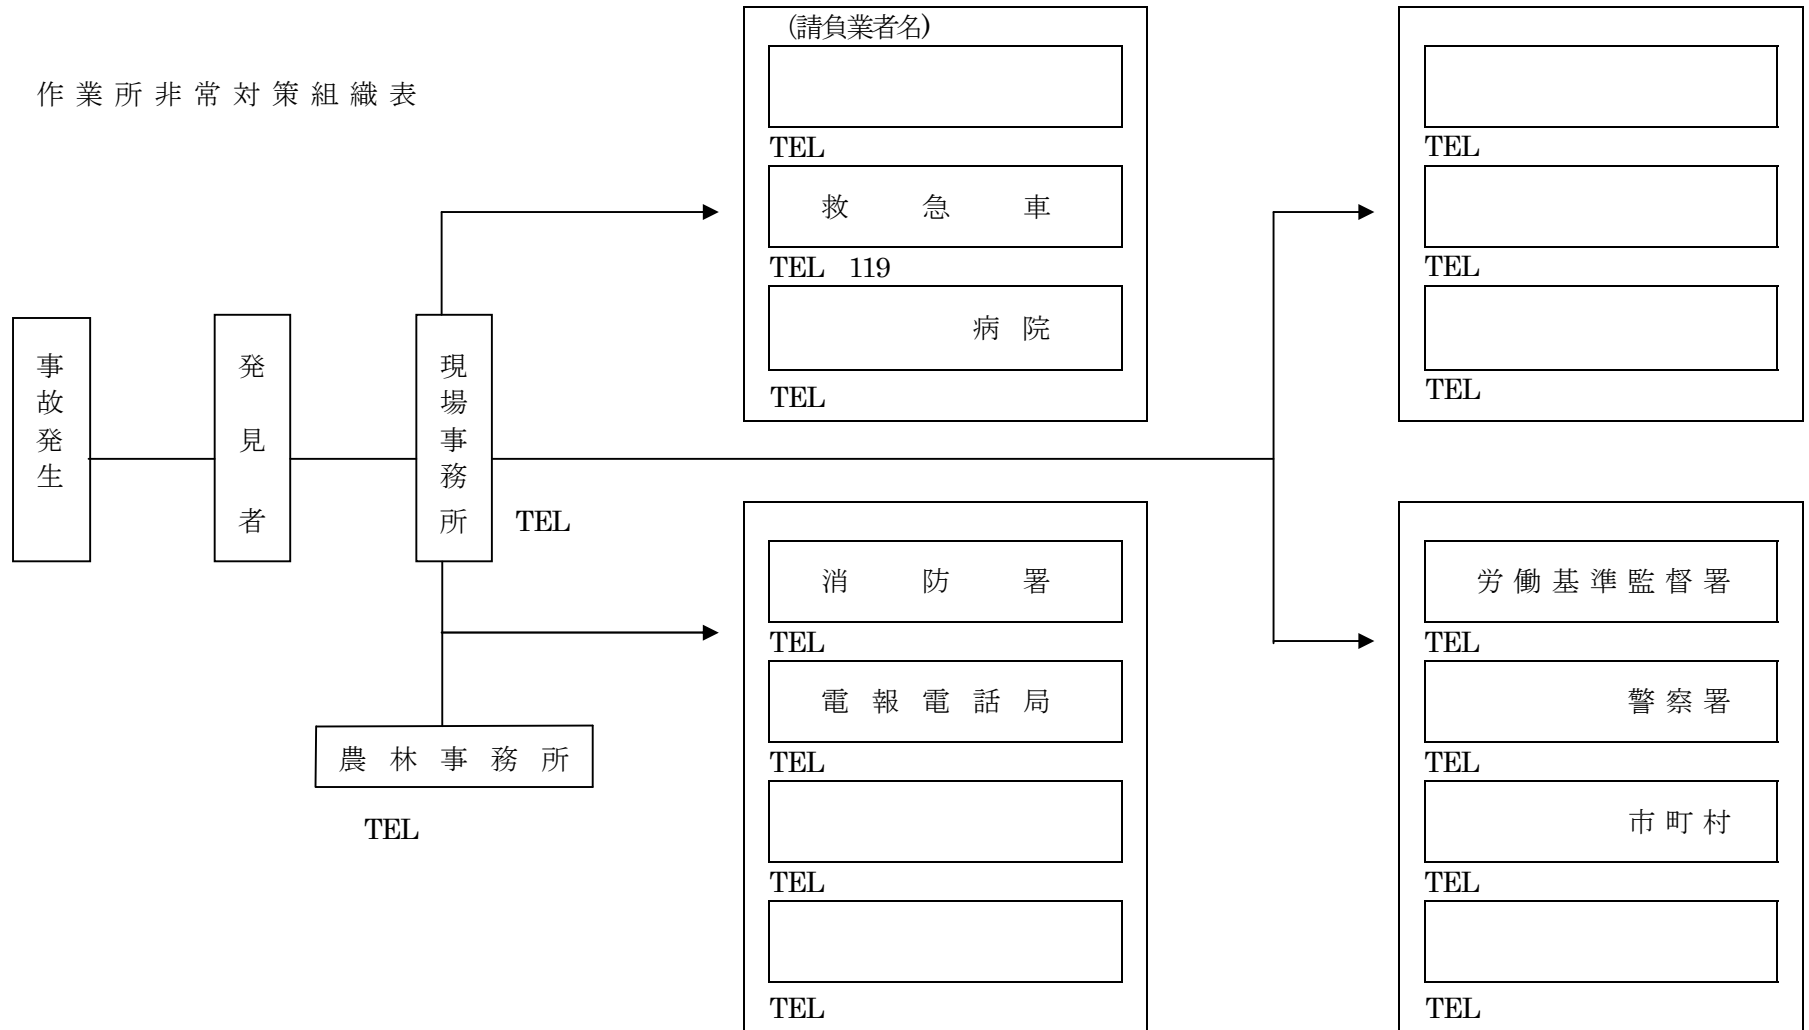 作業所非常対策組織表
事故発生
発見者
現場事務所
TEL
農林事務所
TEL
(請負業者名)
TEL
救急車
TEL 119
病院
TEL
消防署
TEL
電報電話局
TEL
TEL
TEL
TEL
TEL
TEL
労働基準監督署
TEL
警察署
TEL
市町村
TEL
TEL